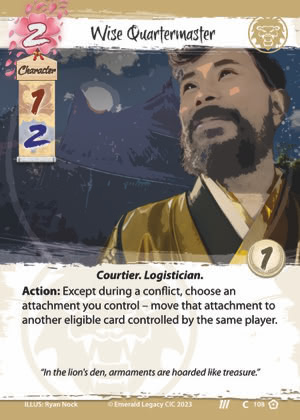 2
Wise Quartermaster
Character
1
2
1
Courtier. Logistician.
Action: Except during a conflict, choose an
attachment you control – move that attachment to
another eligible card controlled by the same player.
"In the lion's den, armaments are hoarded like treasure."
ILLUS: Ryan Nock © Emerald Legacy CIC 2023 C 108